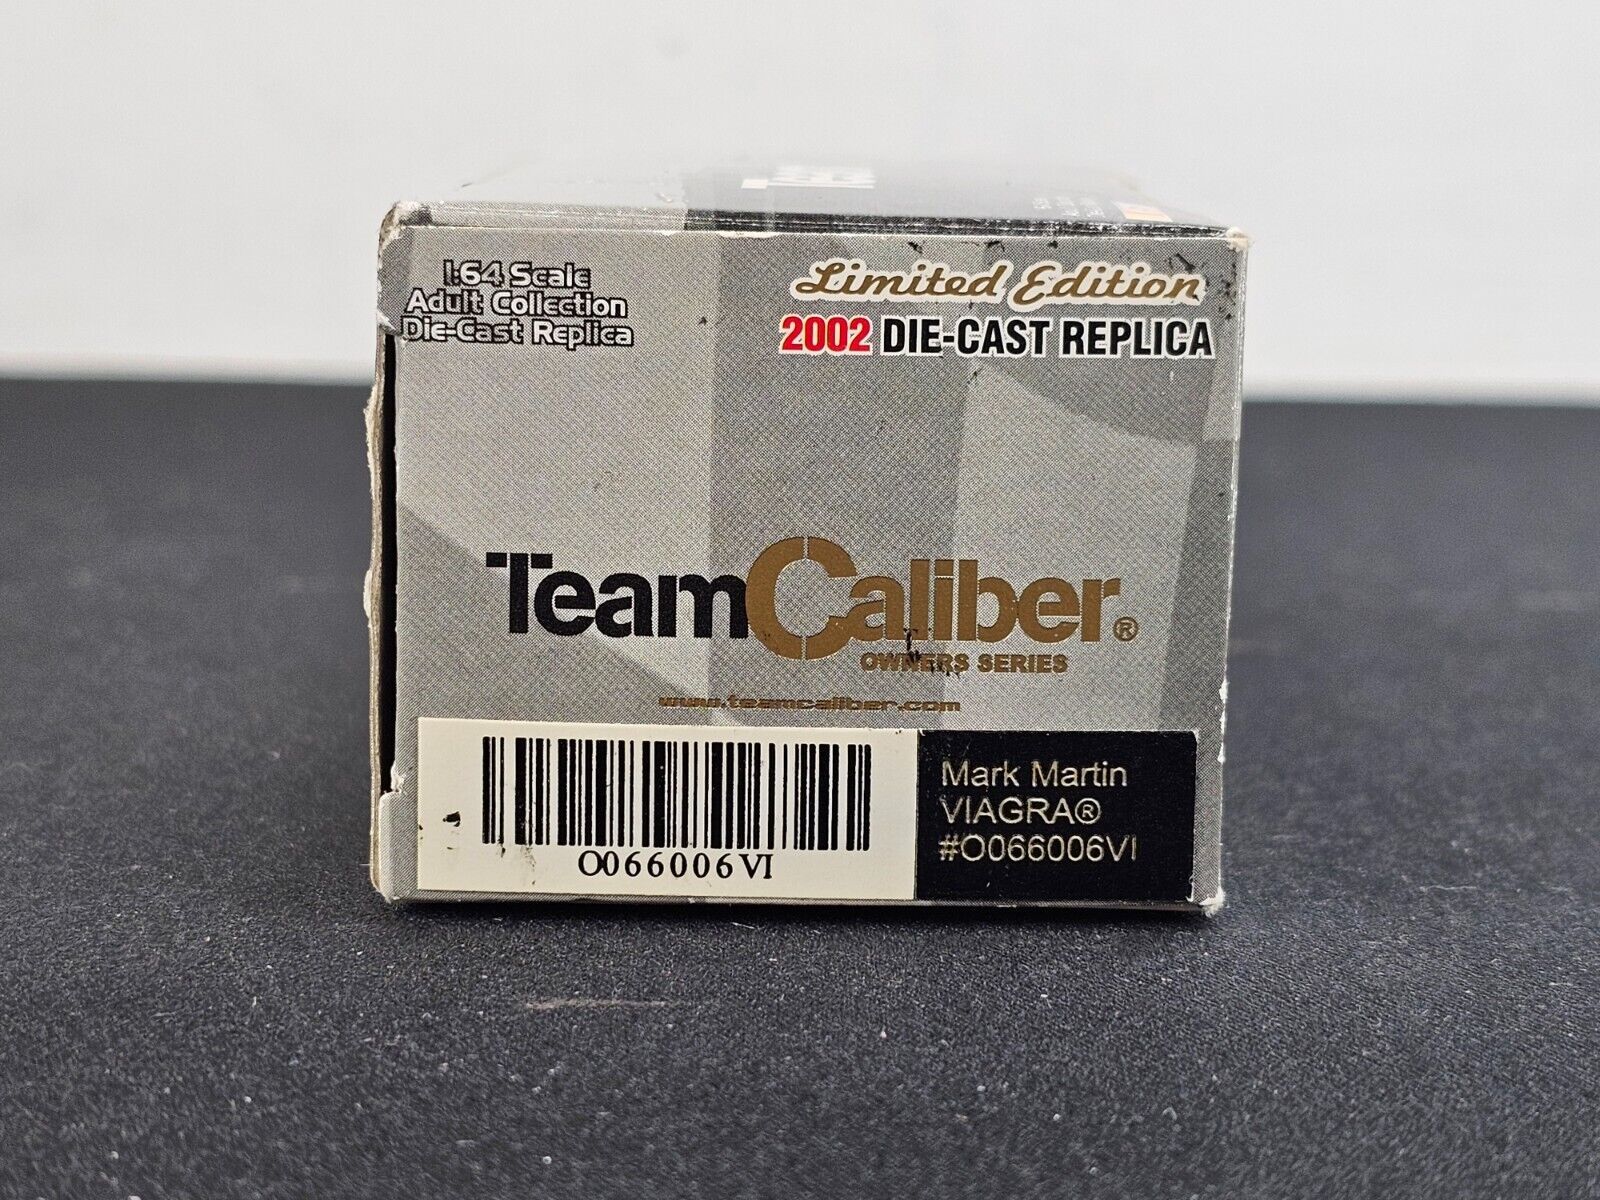 1:64 Scale
Adult Collection
Die-Cast Replica
Limited Edition
2002 DIE-CAST REPLICA
TeamCaliber®
OWNERS SERIES
www.teamcaliber.com
O066006VI
Mark Martin
VIAGRA®
#O066006VI